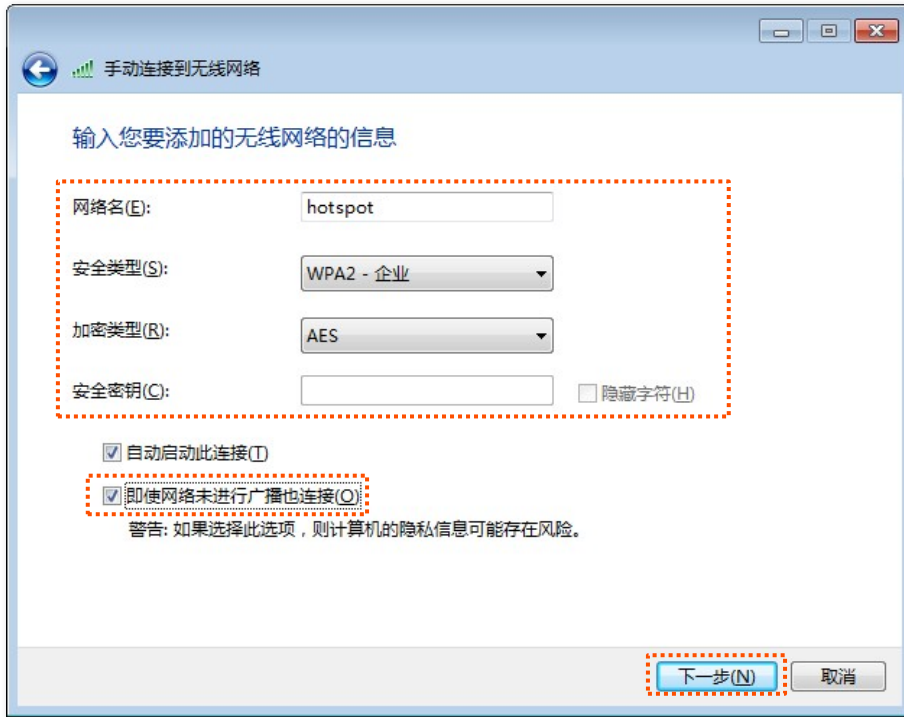 手动连接到无线网络
输入您要添加的无线网络的信息
网络名(E): hotspot
安全类型(S): WPA2 - 企业
加密类型(R): AES
安全密钥(C): 隐藏字符(H)
自动启动此连接(T)
即使网络未进行广播也连接(O)
警告: 如果选择此选项，则计算机的隐私信息可能存在风险。
下一步(N) 取消